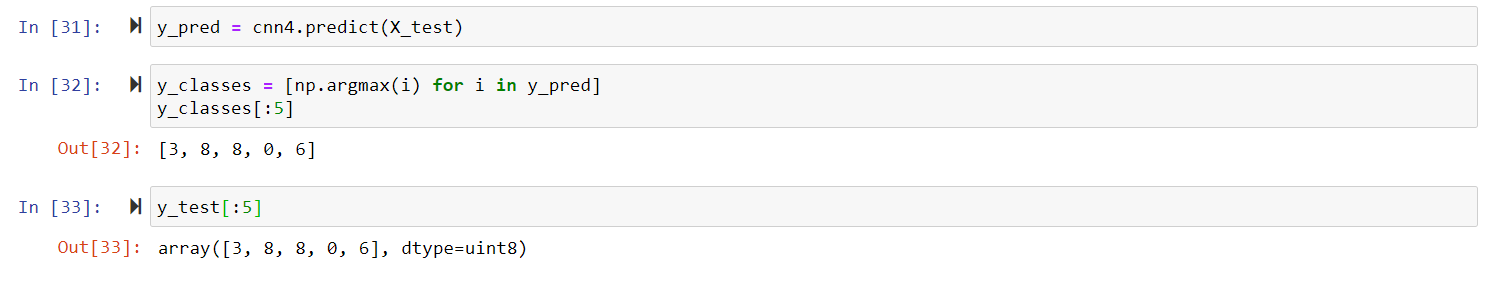 In [31]: y_pred = cnn4.predict(X_test)
In [32]: y_classes = [np.argmax(i) for i in y_pred]
y_classes[:5]
Out[32]: [3, 8, 8, 0, 6]
In [33]: y_test[:5]
Out[33]: array([3, 8, 8, 0, 6], dtype=uint8)